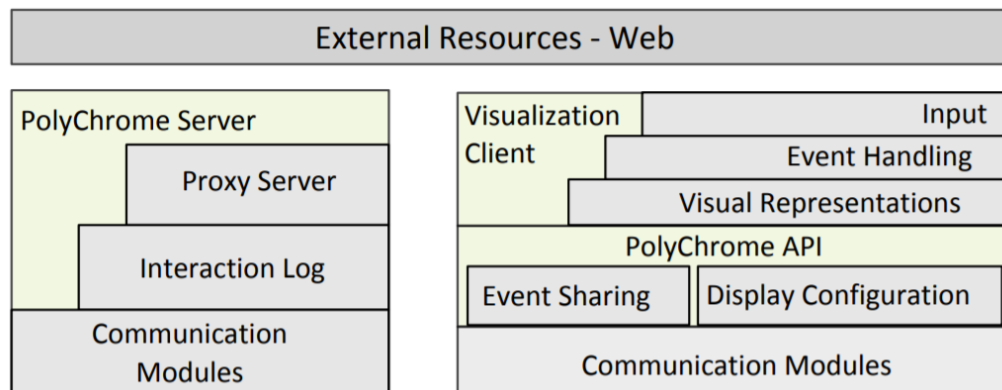 External Resources - Web
PolyChrome Server
Proxy Server
Interaction Log
Communication
Modules
Visualization
Client
Input
Event Handling
Visual Representations
PolyChrome API
Event Sharing
Display Configuration
Communication Modules